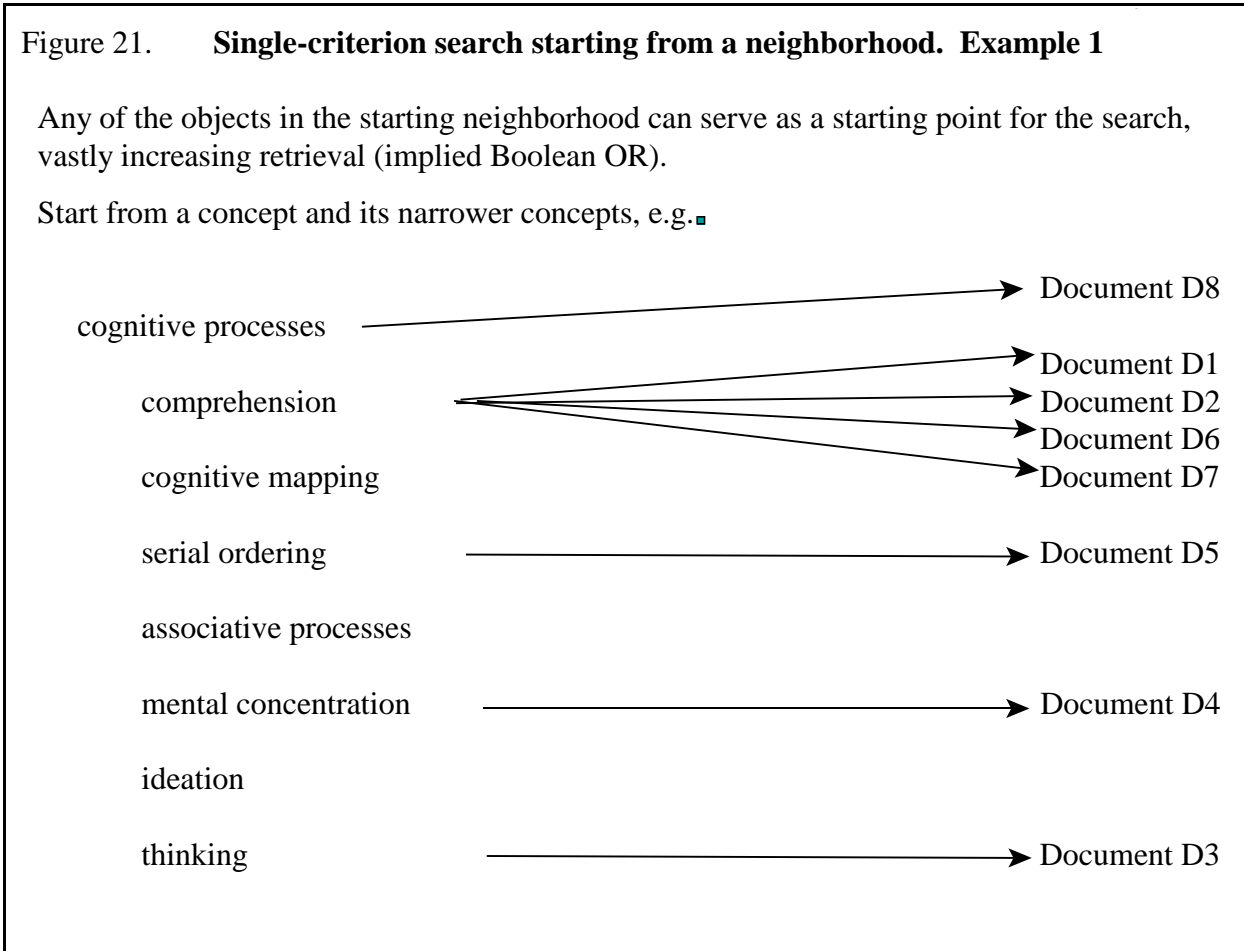 Figure 21. Single-criterion search starting from a neighborhood. Example 1
Any of the objects in the starting neighborhood can serve as a starting point for the search,
vastly increasing retrieval (implied Boolean OR).
Start from a concept and its narrower concepts, e.g.
Document D8
cognitive processes
Document D1
comprehension Document D2
Document D6
cognitive mapping Document D7
serial ordering Document D5
associative processes
mental concentration Document D4
ideation
thinking Document D3